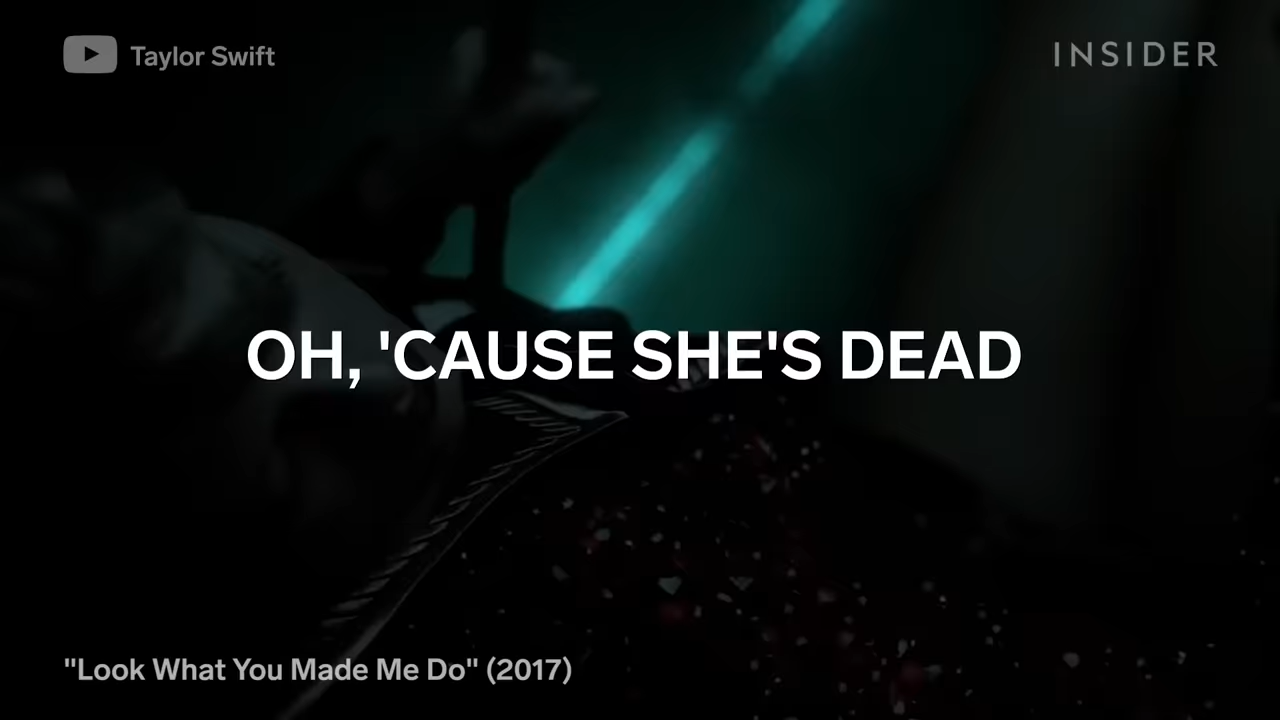 Taylor Swift
INSIDER
OH, 'CAUSE SHE'S DEAD
"Look What You Made Me Do" (2017)